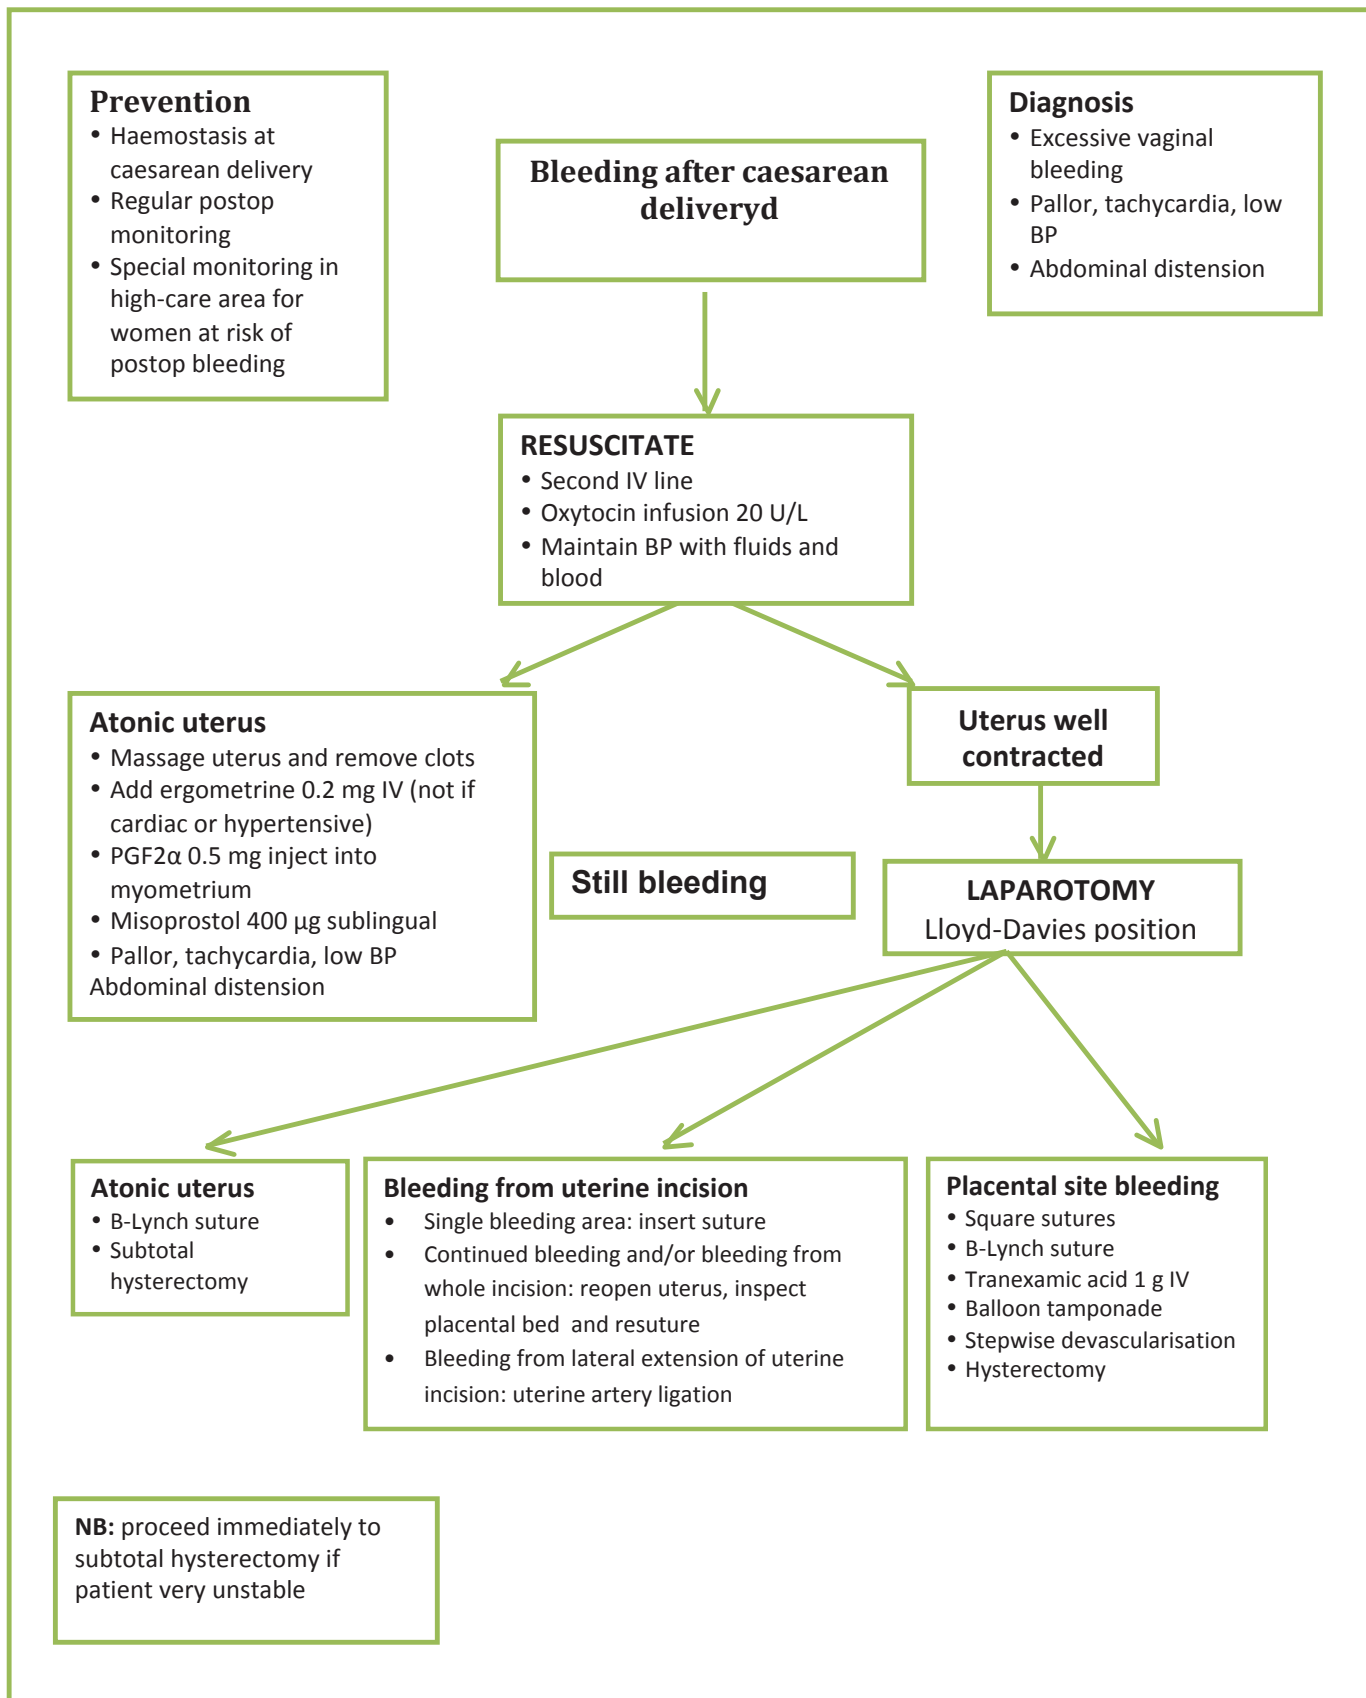 Prevention
• Haemostasis at
caesarean delivery
• Regular postop
monitoring
• Special monitoring in
high-care area for
women at risk of
postop bleeding
Bleeding after caesarean
deliveryd
Diagnosis
• Excessive vaginal
bleeding
• Pallor, tachycardia, low
BP
• Abdominal distension
RESUSCITATE
• Second IV line
• Oxytocin infusion 20 U/L
• Maintain BP with fluids and
blood
Atonic uterus
• Massage uterus and remove clots
• Add ergometrine 0.2 mg IV (not if
cardiac or hypertensive)
• PGF2α 0.5 mg inject into
myometrium
• Misoprostol 400 µg sublingual
• Pallor, tachycardia, low BP
Abdominal distension
Still bleeding
Uterus well
contracted
LAPAROTOMY
Lloyd-Davies position
Atonic uterus
• B-Lynch suture
• Subtotal
hysterectomy
Bleeding from uterine incision
• Single bleeding area: insert suture
• Continued bleeding and/or bleeding from
whole incision: reopen uterus, inspect
placental bed and resuture
• Bleeding from lateral extension of uterine
incision: uterine artery ligation
Placental site bleeding
• Square sutures
• B-Lynch suture
• Tranexamic acid 1 g IV
• Balloon tamponade
• Stepwise devascularisation
• Hysterectomy
NB: proceed immediately to
subtotal hysterectomy if
patient very unstable